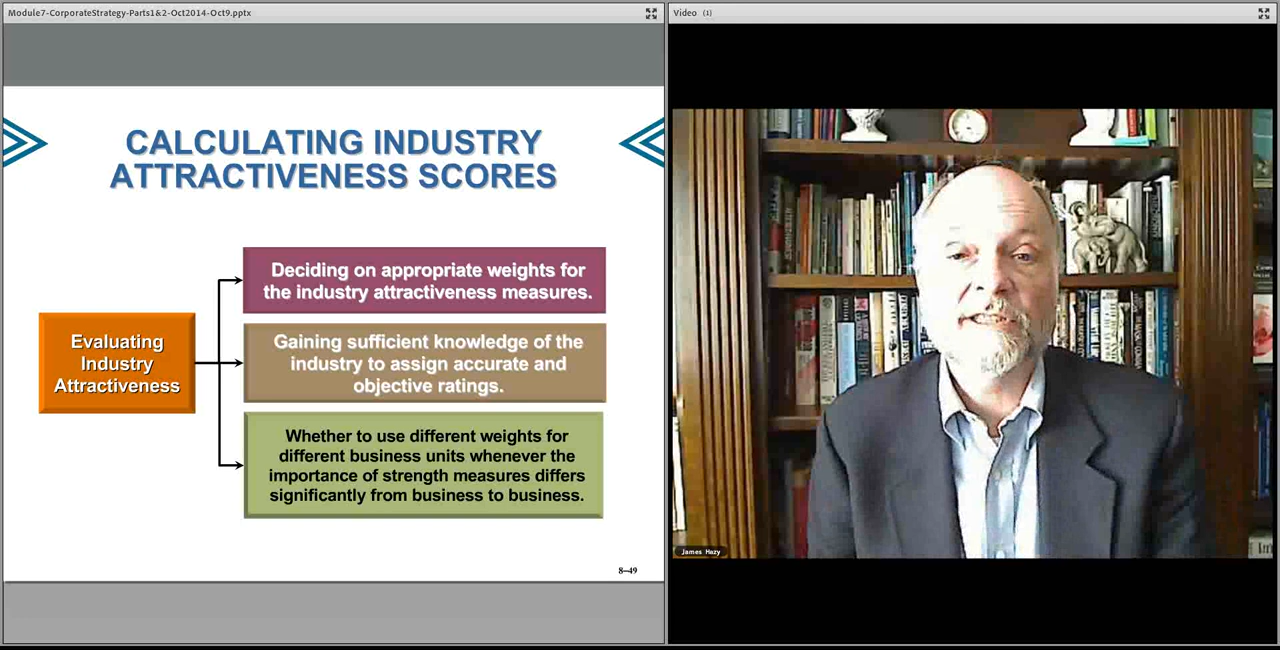 Module7-CorporateStrategy-Parts1&2-Oct2014-Oct9.pptx
Video (1)
CALCULATING INDUSTRY
ATTRACTIVENESS SCORES
Evaluating
Industry
Attractiveness
Deciding on appropriate weights for
the industry attractiveness measures.
Gaining sufficient knowledge of the
industry to assign accurate and
objective ratings.
Whether to use different weights for
different business units whenever the
importance of strength measures differs
significantly from business to business.
8–49
James Hazy